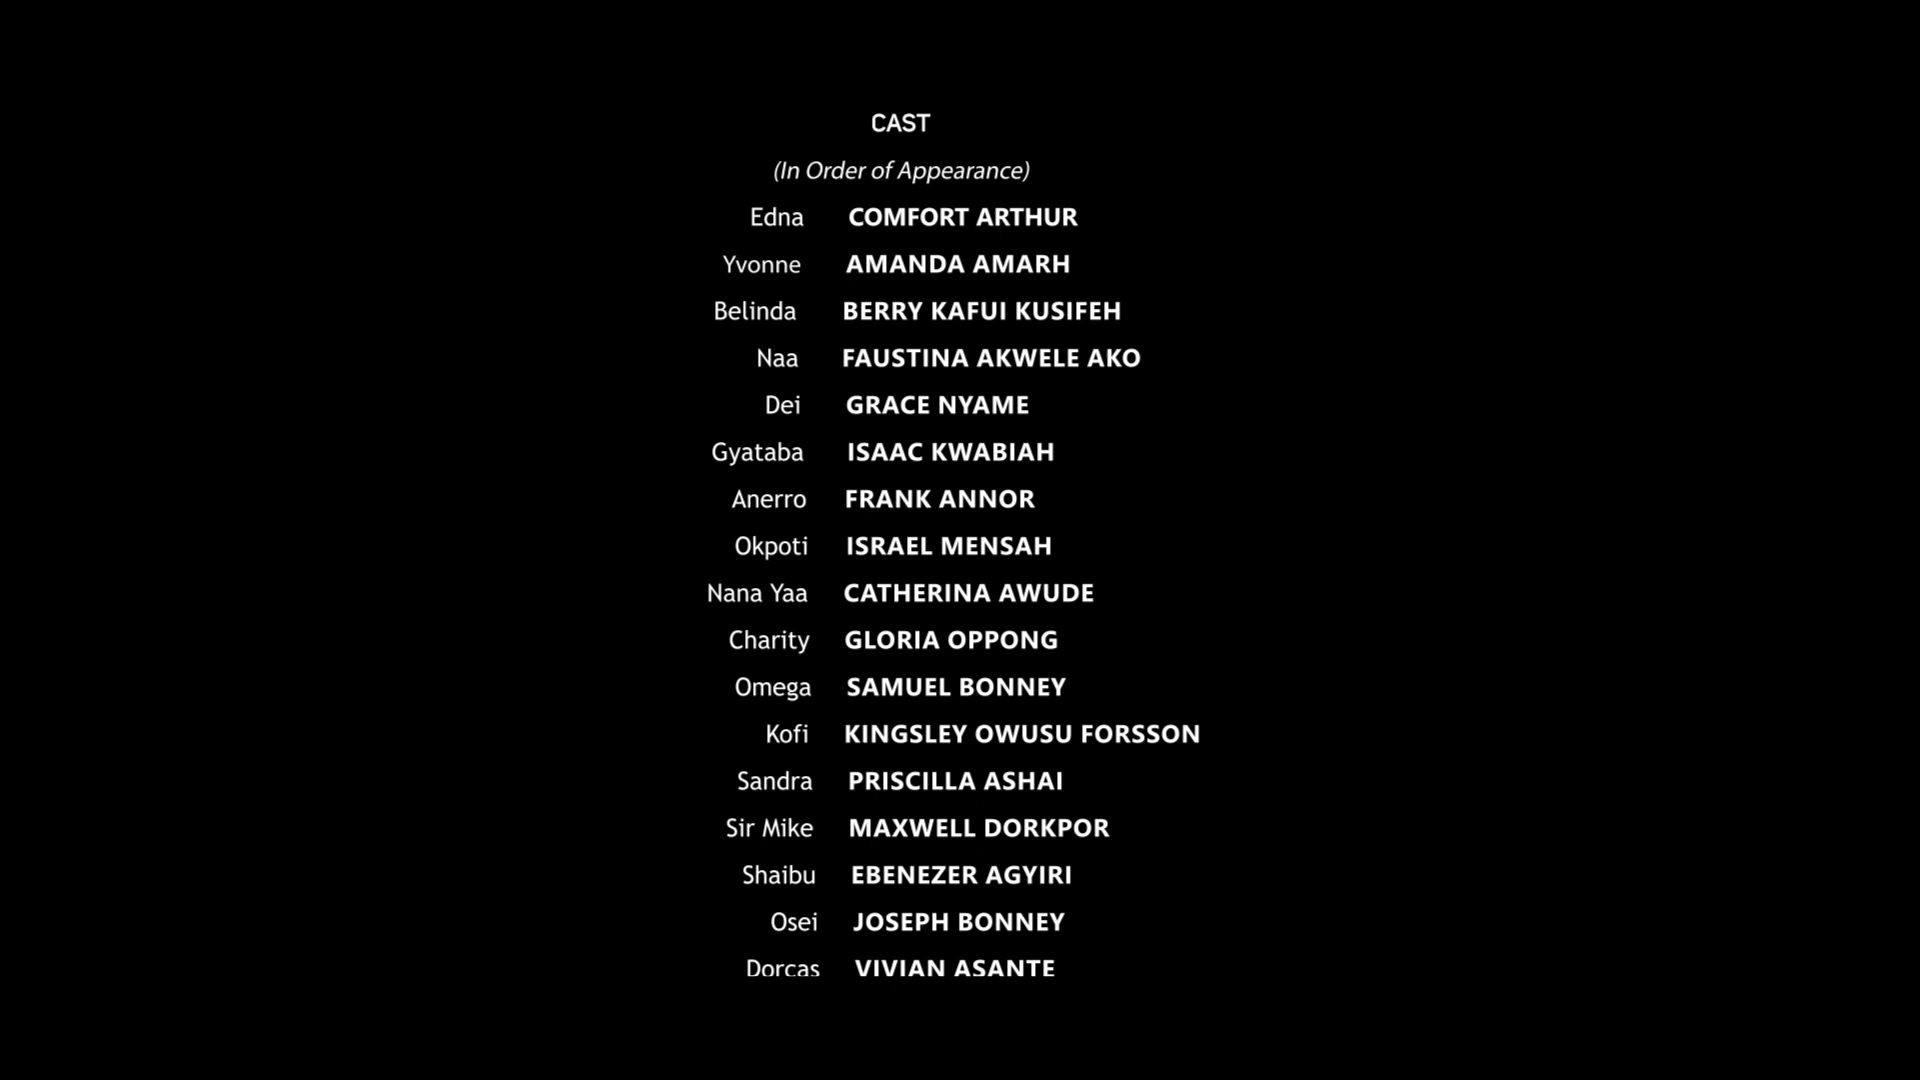 CAST
(In Order of Appearance)
Edna COMFORT ARTHUR
Yvonne AMANDA AMARH
Belinda BERRY KAFUI KUSIFEH
Naa FAUSTINA AKWELE AKO
Dei GRACE NYAME
Gyataba ISAAC KWABIAH
Anerro FRANK ANNOR
Okpoti ISRAEL MENSAH
Nana Yaa CATHERINA AWUDE
Charity GLORIA OPPONG
Omega SAMUEL BONNEY
Kofi KINGSLEY OWUSU FORSSON
Sandra PRISCILLA ASHAI
Sir Mike MAXWELL DORKPOR
Shaibu EBENEZER AGYIRI
Osei JOSEPH BONNEY
Dorcas VIVIAN ASANTE